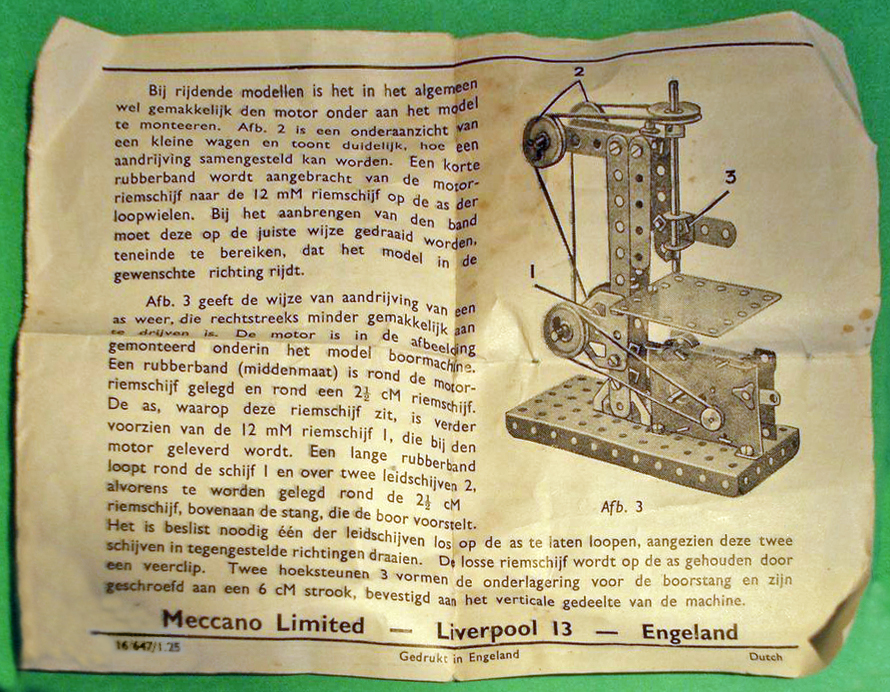 Bij rijdende modellen is het in het algemeen
wel gemakkelijk den motor onder aan het model
te monteeren. Afb. 2 is een onderaanzicht van
een kleine wagen en toont duidelijk, hoe een
aandrijving samengesteld kan worden. Een korte
rubberband wordt aangebracht van de motor-
riemschijf naar de 12 mM riemschijf op de as der
loopwielen. Bij het aanbrengen van den band
moet deze op de juiste wijze gedraaid worden,
teneinde te bereiken, dat het model in de
gewenschte richting rijdt.
Afb. 3 geeft de wijze van aandrijving van een
as weer, die rechtstreeks minder gemakkelijk aan
te drijven is. De motor is in de afbeelding
gemonteerd onderin het model boormachine.
Een rubberband (middenmaat) is rond de motor-
riemschijf gelegd en rond een 2½ cM riemschijf.
De as, waarop deze riemschijf zit, is verder
voorzien van de 12 mM riemschijf 1, die bij den
motor geleverd wordt. Een lange rubberband
loopt rond de schijf 1 en over twee leidschijven 2,
alvorens te worden gelegd rond de 2½ cM
riemschijf, bovenaan de stang, die de boor voorstelt.
Het is beslist noodig één der leidschijven los op de as te laten loopen, aangezien deze twee
schijven in tegengestelde richtingen draaien. De losse riemschijf wordt op de as gehouden door
een veerclip. Twee hoeksteunen 3 vormen de onderlagering voor de boorstang en zijn
geschroefd aan een 6 cM strook, bevestigd aan het verticale gedeelte van de machine.
2
3
1
Afb. 3
Meccano Limited — Liverpool 13 — Engeland
16/647/1.25
Gedrukt in Engeland
Dutch